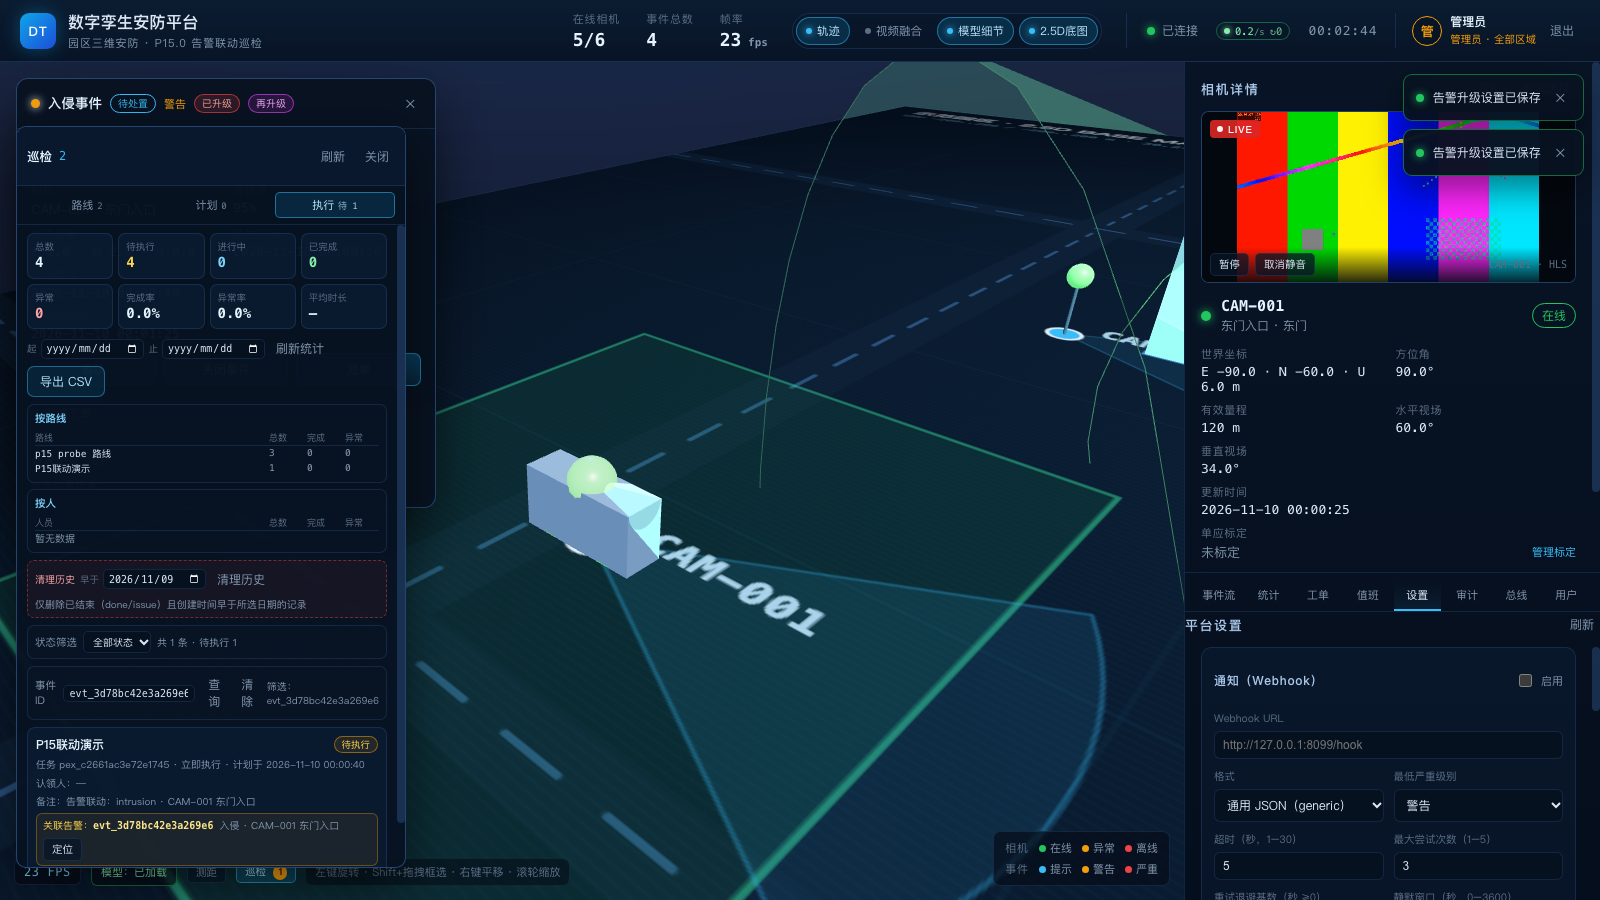 DT
数字孪生安防平台
园区三维安防 · P15.0 告警联动巡检
在线相机
5/6
事件总数
4
帧率
23 fps
轨迹
视频融合
模型细节
2.5D底图
已连接
0.2/s ↻0
00:02:44
管
管理员
管理员 · 全部区域
退出
入侵事件
待处置
警告
已升级
再升级
×
巡检 2
刷新
关闭
路线 2
计划 0
执行 待 1
总数
4
待执行
4
进行中
0
已完成
0
异常
0
完成率
0.0%
异常率
0.0%
平均时长
—
起 yyyy/mm/dd 止 yyyy/mm/dd 刷新统计
导出 CSV
按路线
路线 总数 完成 异常
p15 probe 路线 3 0 0
P15联动演示 1 0 0
按人
人员 总数 完成 异常
暂无数据
清理历史 早于 2026/11/09 清理历史
仅删除已结束（done/issue）且创建时间早于所选日期的记录
状态筛选 全部状态 共 1 条 · 待执行 1
事件ID evt_3d78bc42e3a269e6 查询 清除 筛选: evt_3d78bc42e3a269e6
P15联动演示 待执行
任务 pex_c2661ac3e72e1745 · 立即执行 · 计划于 2026-11-10 00:00:40
认领人: —
备注: 告警联动: intrusion · CAM-001 东门入口
关联告警: evt_3d78bc42e3a269e6 入侵 · CAM-001 东门入口
定位
23 FPS
模型: 已加载
测距
巡检 1
左键旋转 · Shift+拖拽框选 · 右键平移 · 滚轮缩放
CAM-001
相机 在线 异常 离线
事件 提示 警告 严重
相机详情
告警升级设置已保存 ×
告警升级设置已保存 ×
LIVE
暂停
取消静音
HLS
CAM-001
东门入口 · 东门
在线
世界坐标
E -90.0 · N -60.0 · U 6.0 m
方位角
90.0°
有效量程
120 m
水平视场
60.0°
垂直视场
34.0°
更新时间
2026-11-10 00:00:25
单应标定
未标定
管理标定
事件流 统计 工单 值班 设置 审计 总线 用户
平台设置
刷新
通知（Webhook）
启用
Webhook URL
http://127.0.0.1:8099/hook
格式
通用 JSON（generic）
最低严重级别
警告
超时（秒，1—30）
5
最大尝试次数（1—5）
3
重试退避基数（秒 ≥0）
静默窗口（秒，0—3600）